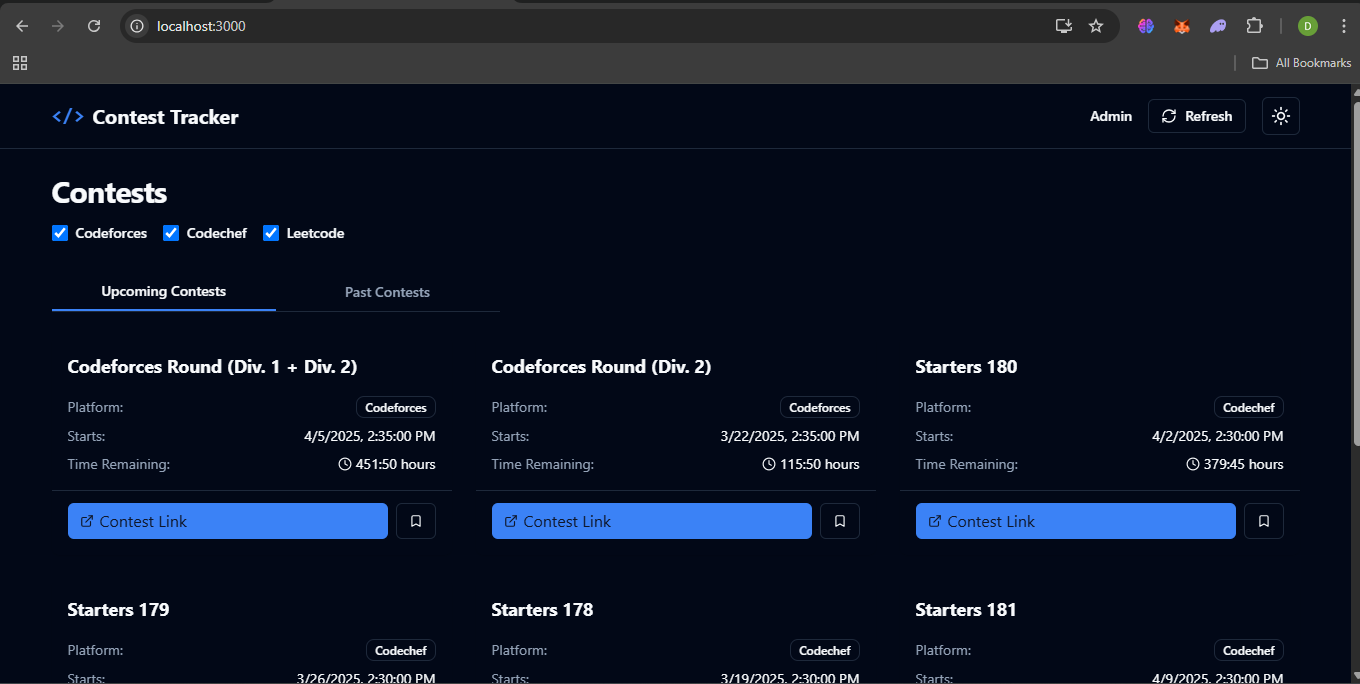 localhost:3000
D
All Bookmarks
</> Contest Tracker
Admin
Refresh
Contests
Codeforces
Codechef
Leetcode
Upcoming Contests
Past Contests
Codeforces Round (Div. 1 + Div. 2)
Platform:
Codeforces
Starts:
4/5/2025, 2:35:00 PM
Time Remaining:
451:50 hours
Contest Link
Codeforces Round (Div. 2)
Platform:
Codeforces
Starts:
3/22/2025, 2:35:00 PM
Time Remaining:
115:50 hours
Contest Link
Starters 180
Platform:
Codechef
Starts:
4/2/2025, 2:30:00 PM
Time Remaining:
379:45 hours
Contest Link
Starters 179
Platform:
Codechef
Starts:
3/26/2025, 2:30:00 PM
Starters 178
Platform:
Codechef
Starts:
3/19/2025, 2:30:00 PM
Starters 181
Platform:
Codechef
Starts:
4/9/2025, 2:30:00 PM